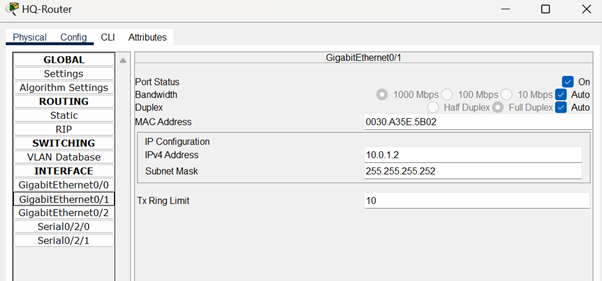 HQ-Router
Physical Config CLI Attributes
GLOBAL
Settings
Algorithm Settings
ROUTING
Static
RIP
SWITCHING
VLAN Database
INTERFACE
GigabitEthernet0/0
GigabitEthernet0/1
GigabitEthernet0/2
Serial0/2/0
Serial0/2/1
GigabitEthernet0/1
Port Status On
Bandwidth 1000 Mbps 100 Mbps 10 Mbps Auto
Duplex Half Duplex Full Duplex Auto
MAC Address 0030.A35E.5B02
IP Configuration
IPv4 Address 10.0.1.2
Subnet Mask 255.255.255.252
Tx Ring Limit 10